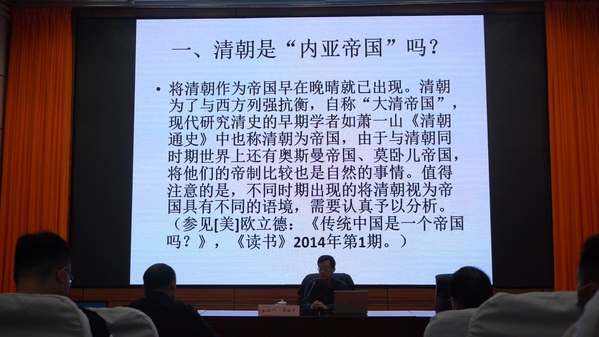 一、清朝是“内亚帝国”吗？
• 将清朝作为帝国早在晚晴就已出现。清朝
为了与西方列强抗衡，自称“大清帝国”，
现代研究清史的早期学者如萧一山《清朝
通史》中也称清朝为帝国，由于与清朝同
时期世界上还有奥斯曼帝国、莫卧儿帝国，
将他们的帝制比较也是自然的事情。值得
注意的是，不同时期出现的将清朝视为帝
国具有不同的语境，需要认真予以分析。
（参见[美]欧立德：《传统中国是一个帝国
吗？》，《读书》2014年第1期。）